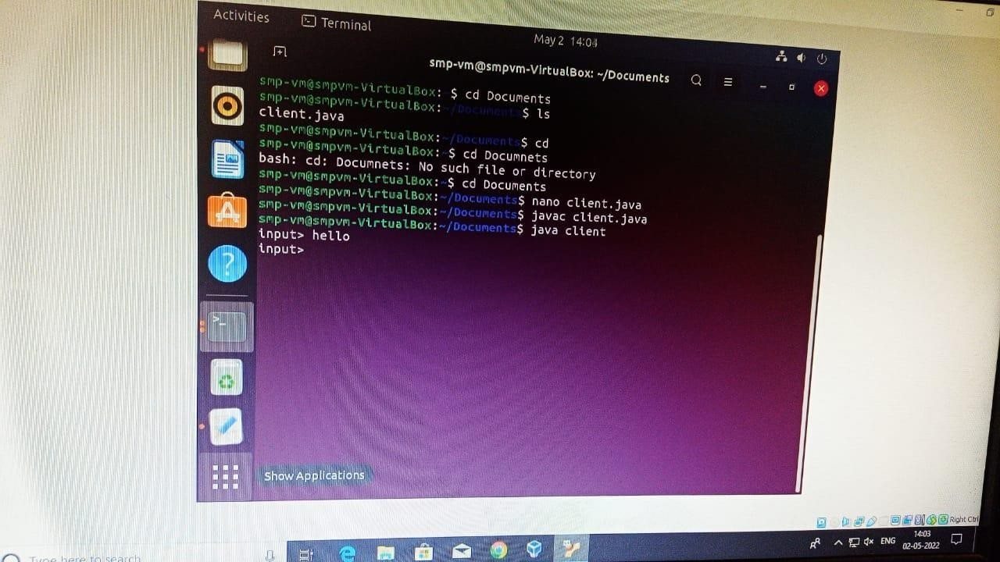 Activities
Terminal
May 2 14:04
smp-vm@smpvm-VirtualBox: ~/Documents
smp-vm@smpvm-VirtualBox:~$ cd Documents
smp-vm@smpvm-VirtualBox:~/Documents$ ls
client.java
smp-vm@smpvm-VirtualBox:~/Documents$ cd
smp-vm@smpvm-VirtualBox:~$ cd Documnets
bash: cd: Documnets: No such file or directory
smp-vm@smpvm-VirtualBox:~$ cd Documents
smp-vm@smpvm-VirtualBox:~/Documents$ nano client.java
smp-vm@smpvm-VirtualBox:~/Documents$ javac client.java
smp-vm@smpvm-VirtualBox:~/Documents$ java client
input> hello
input>
Show Applications
Right Ctrl
Type here to search
ENG
14:03
02-05-2022